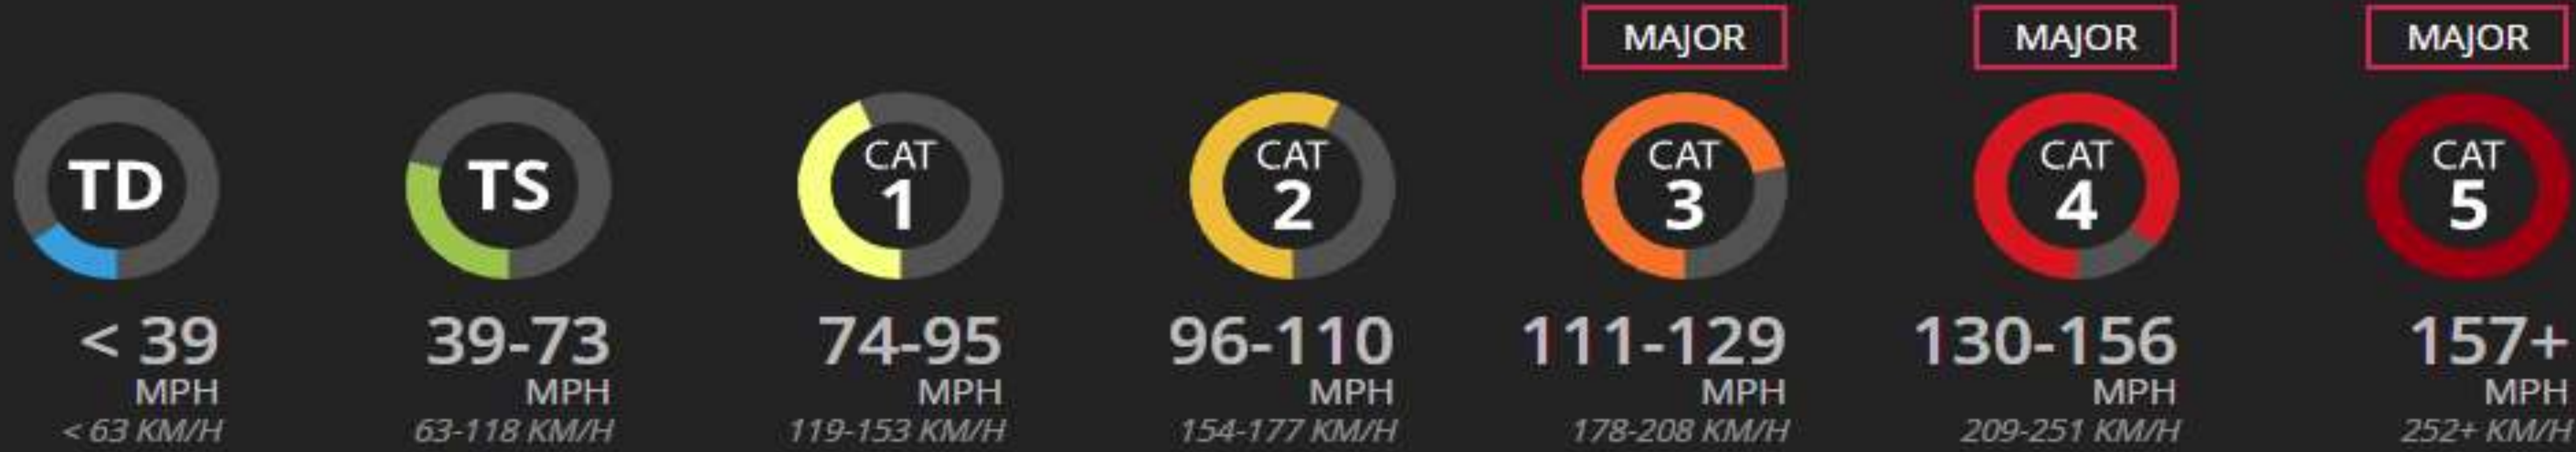 MAJOR MAJOR MAJOR
TD TS CAT 1 CAT 2 CAT 3 CAT 4 CAT 5
< 39 39-73 74-95 96-110 111-129 130-156 157+
MPH MPH MPH MPH MPH MPH MPH
< 63 KM/H 63-118 KM/H 119-153 KM/H 154-177 KM/H 178-208 KM/H 209-251 KM/H 252+ KM/H